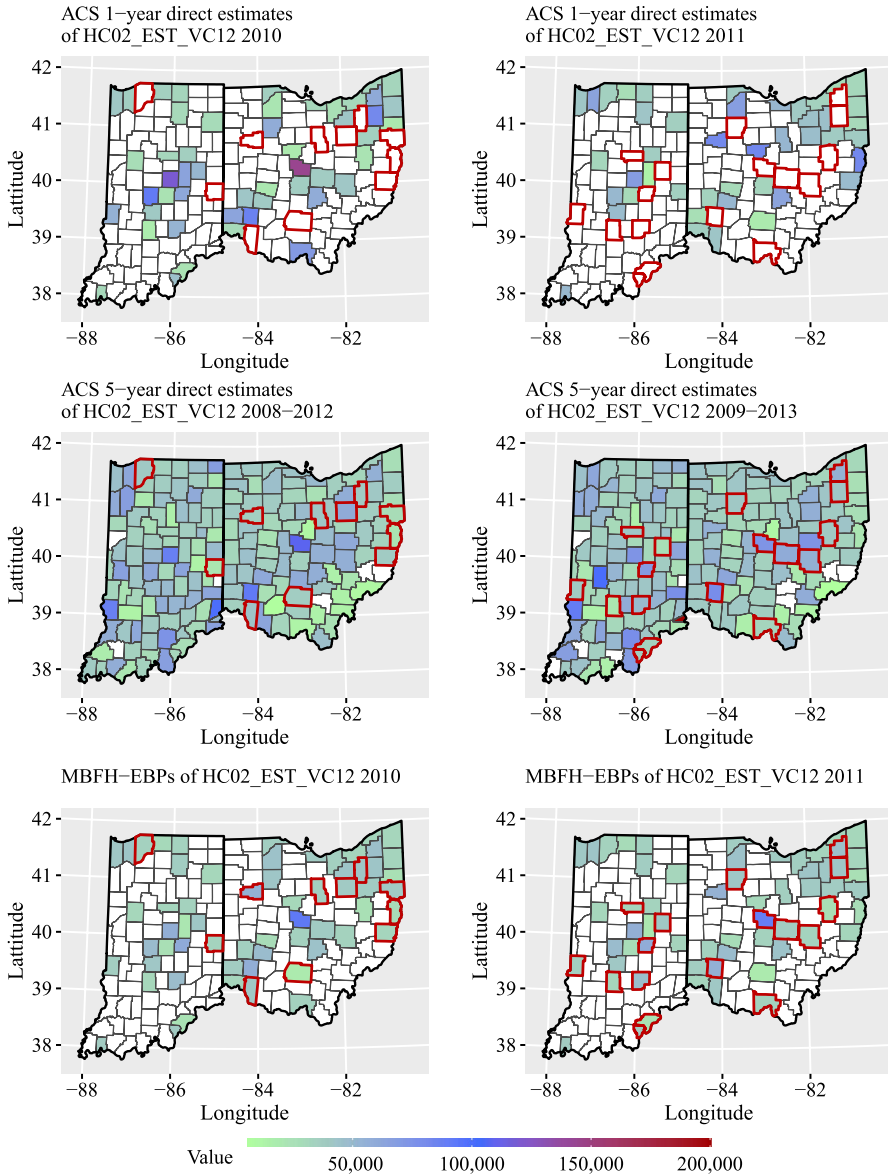 ACS 1−year direct estimates
of HC02_EST_VC12 2010
ACS 1−year direct estimates
of HC02_EST_VC12 2011
42
41
40
39
38
Lattitude
−88
−86
−84
−82
Longitude
42
41
40
39
38
Lattitude
−88
−86
−84
−82
Longitude
ACS 5−year direct estimates
of HC02_EST_VC12 2008−2012
ACS 5−year direct estimates
of HC02_EST_VC12 2009−2013
42
41
40
39
38
Lattitude
−88
−86
−84
−82
Longitude
42
41
40
39
38
Lattitude
−88
−86
−84
−82
Longitude
MBFH−EBPs of HC02_EST_VC12 2010
MBFH−EBPs of HC02_EST_VC12 2011
42
41
40
39
38
Lattitude
−88
−86
−84
−82
Longitude
42
41
40
39
38
Lattitude
−88
−86
−84
−82
Longitude
Value
50,000
100,000
150,000
200,000